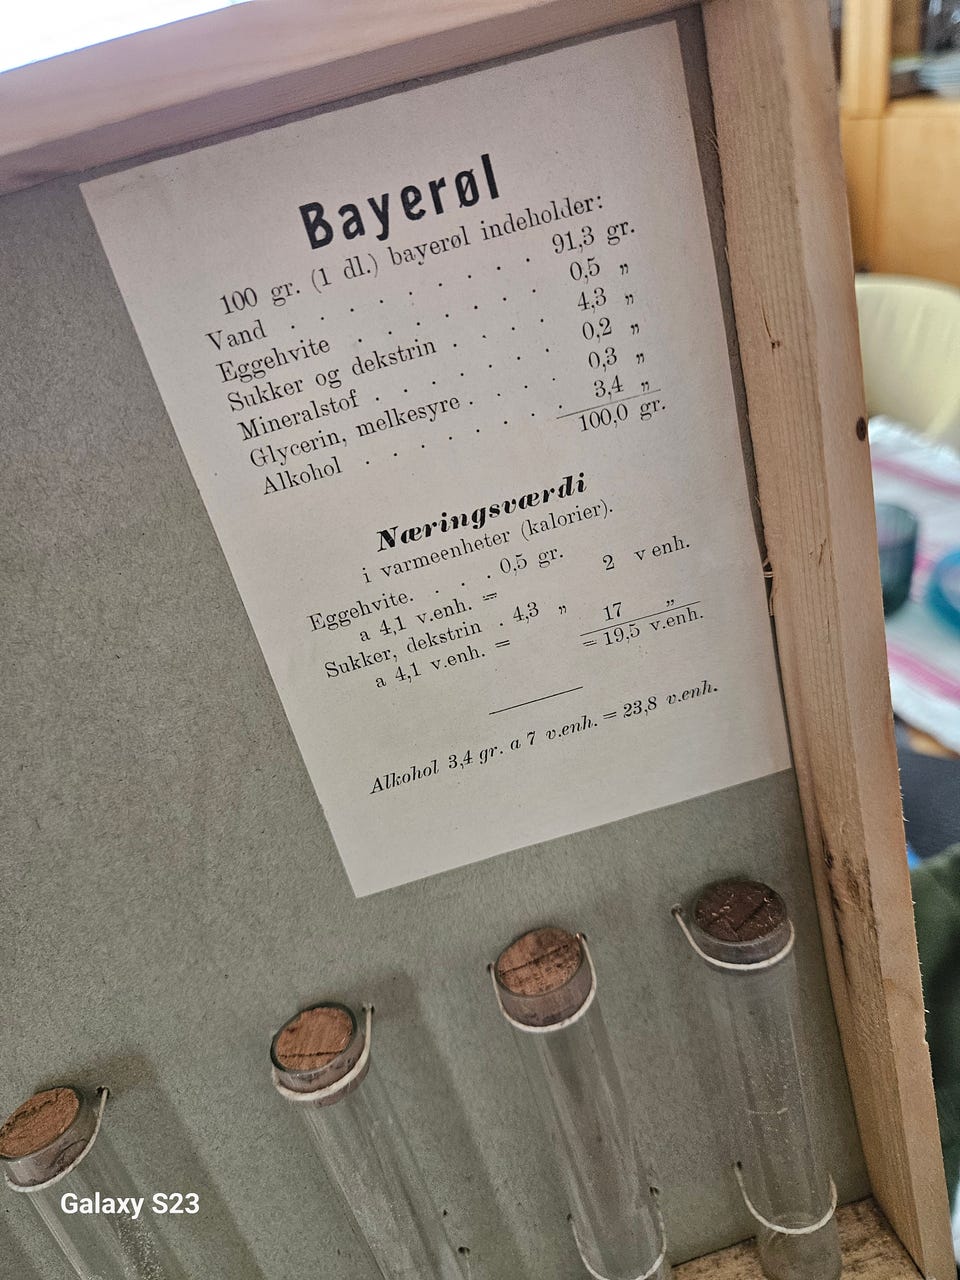 Bayerøl
100 gr. (1 dl.) bayerøl indeholder:
Vand . . . . . . . 91,3 gr.
Eggehvite . . . . . . . 0,5 „
Sukker og dekstrin . . . . 4,3 „
Mineralstof . . . . . . 0,2 „
Glycerin, melkesyre . . . . 0,3 „
Alkohol . . . . . . . 3,4 „
100,0 gr.
Næringsværdi
i varmeenheter (kalorier).
Eggehvite. . . . 0,5 gr.
a 4,1 v.enh. = 2 v enh.
Sukker, dekstrin . 4,3 „
a 4,1 v.enh. = 17 „
= 19,5 v.enh.
Alkohol 3,4 gr. a 7 v.enh. = 23,8 v.enh.
Galaxy S23